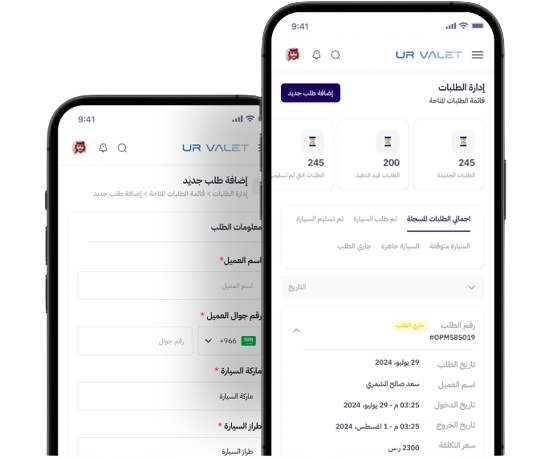 9:41
UR VALET
إدارة الطلبات
قائمة الطلبات المتاحة
إضافة طلب جديد
245
الطلبات الجديدة
200
الطلبات قيد التنفيذ
245
الطلبات التي تم تسليم
اجمالي الطلبات المسجلة
تم طلب السيارة
تم تسليم السيارة
السيارة متوقفة
السيارة جاهزة
جاري الطلب
التاريخ
رقم الطلب
جاري الطلب
#OPM585019
تاريخ الطلب
29 يوليو، 2024
اسم العميل
سعد صالح الشمري
تاريخ الدخول
03:25 م - 29 يوليو، 2024
تاريخ الخروج
03:25 م - 1 اغسطس، 2024
سعر التكلفة
2300 ر.س
9:41
UR VALET
إضافة طلب جديد
إدارة الطلبات > قائمة الطلبات المتاحة > إضافة طلب جديد
معلومات الطلب
اسم العميل*
اسم العميل
رقم جوال العميل *
+966
رقم جوال
ماركة السيارة *
ماركة السيارة
طراز السيارة *
طراز السيارة